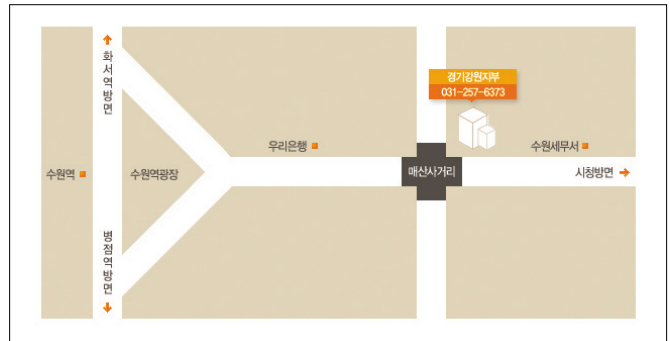 화서역방면
경기강원지부
031-257-6373
우리은행
수원세무서
수원역
수원역광장
매산사거리
시청방면
병점역방면